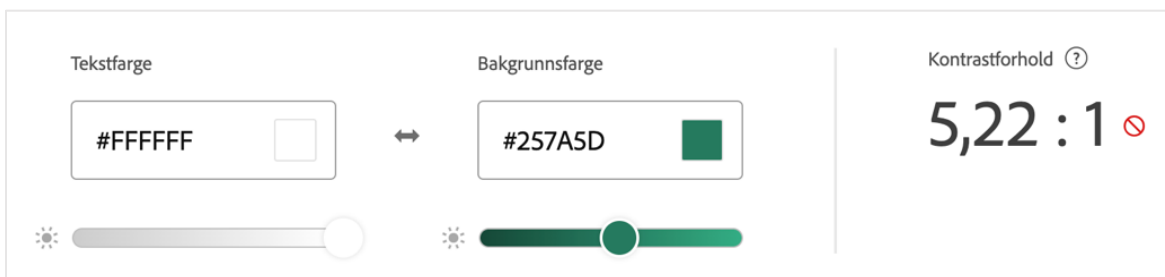 Tekstfarge
#FFFFFF
Bakgrunnsfarge
#257A5D
Kontrastforhold ?
5,22 : 1